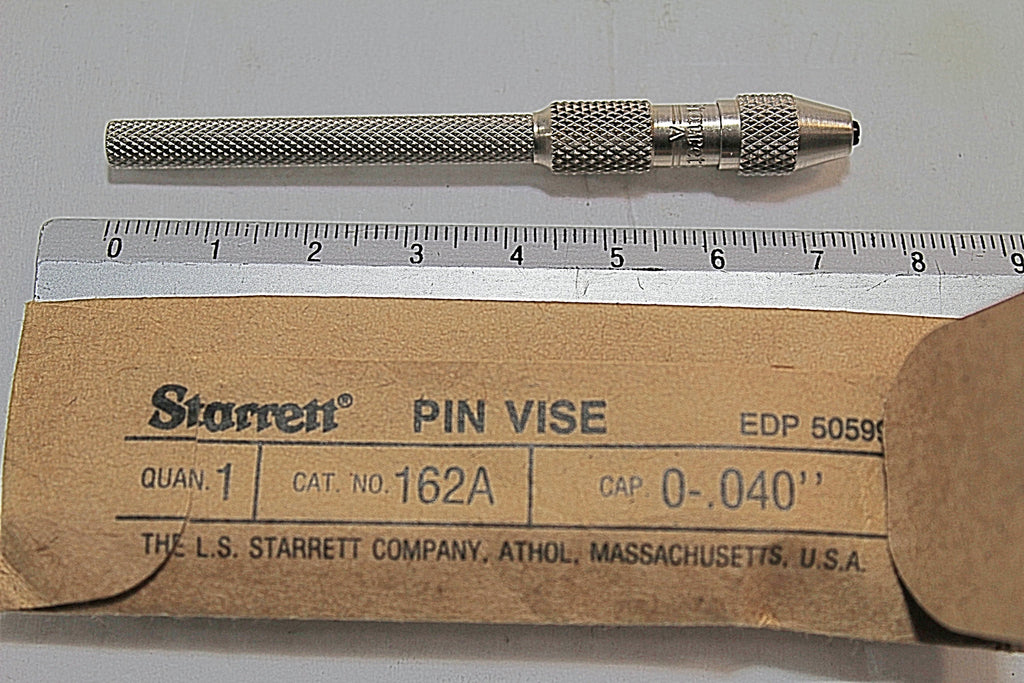 0 1 2 3 4 5 6 7 8 9
Starrett® PIN VISE EDP 5059
QUAN. 1 CAT. NO. 162A CAP. 0-.040''
THE L.S. STARRETT COMPANY, ATHOL, MASSACHUSETTS, U.S.A.